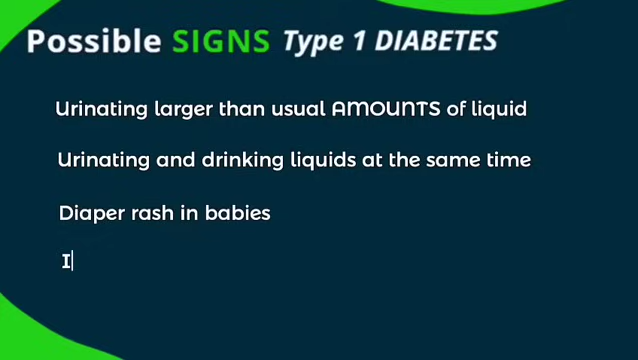 Possible SIGNS Type 1 DIABETES
Urinating larger than usual AMOUNTS of liquid
Urinating and drinking liquids at the same time
Diaper rash in babies
I